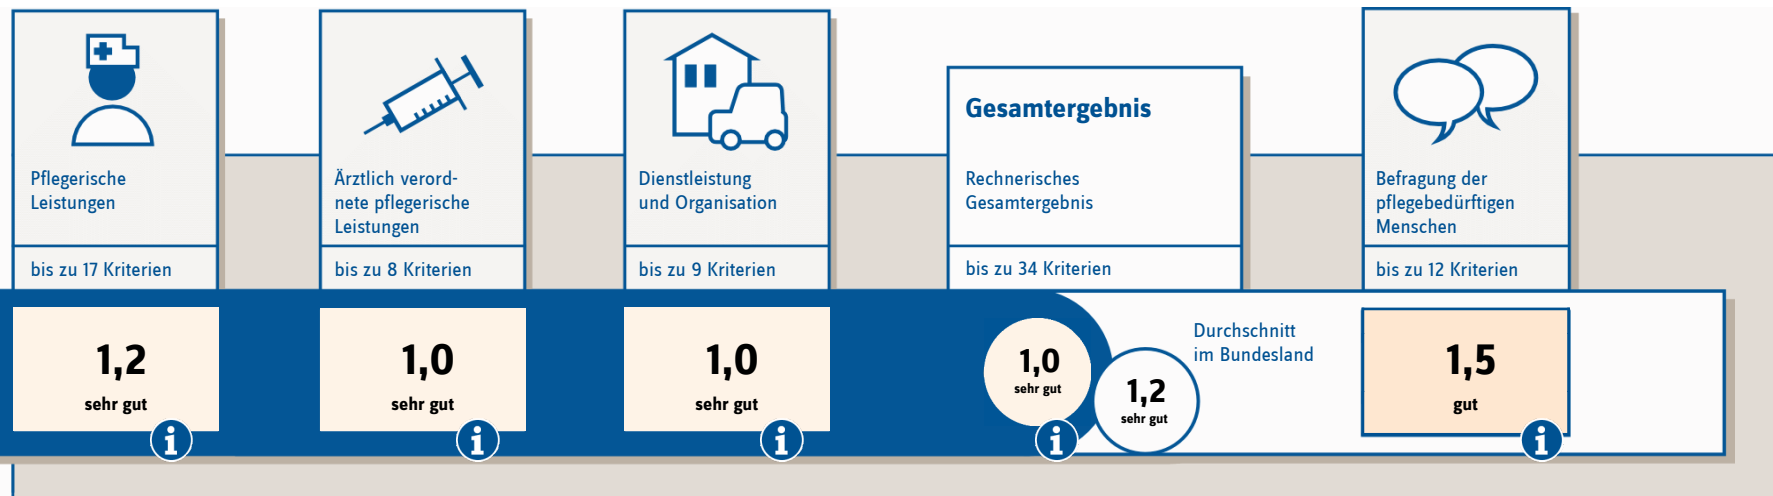 Pflegerische
Leistungen
bis zu 17 Kriterien
1,2
sehr gut
i
Ärztlich verord-
nete pflegerische
Leistungen
bis zu 8 Kriterien
1,0
sehr gut
i
Dienstleistung
und Organisation
bis zu 9 Kriterien
1,0
sehr gut
i
Gesamtergebnis
Rechnerisches
Gesamtergebnis
bis zu 34 Kriterien
1,0
sehr gut
i
1,2
sehr gut
Durchschnitt
im Bundesland
Befragung der
pflegebedürftigen
Menschen
bis zu 12 Kriterien
1,5
gut
i